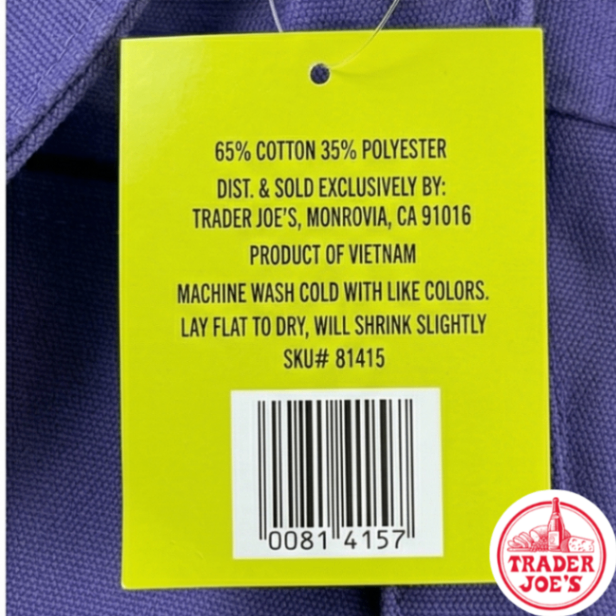 65% COTTON 35% POLYESTER
DIST. & SOLD EXCLUSIVELY BY:
TRADER JOE'S, MONROVIA, CA 91016
PRODUCT OF VIETNAM
MACHINE WASH COLD WITH LIKE COLORS.
LAY FLAT TO DRY, WILL SHRINK SLIGHTLY
SKU# 81415
0081 4157
TRADER
JOE'S